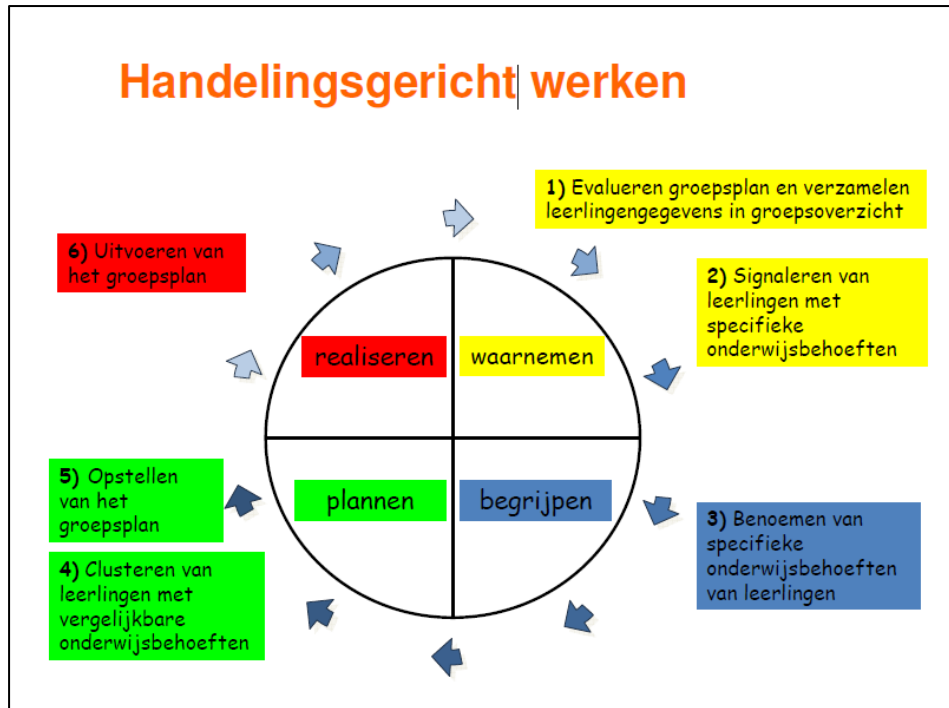 Handelingsgericht werken
1) Evalueren groepsplan en verzamelen
leerlingengegevens in groepsoverzicht
6) Uitvoeren van
het groepsplan
2) Signaleren van
leerlingen met
specifieke
onderwijsbehoeften
realiseren
waarnemen
5) Opstellen
van het
groepsplan
plannen
begrijpen
3) Benoemen van
specifieke
onderwijsbehoeften
van leerlingen
4) Clusteren van
leerlingen met
vergelijkbare
onderwijsbehoeften